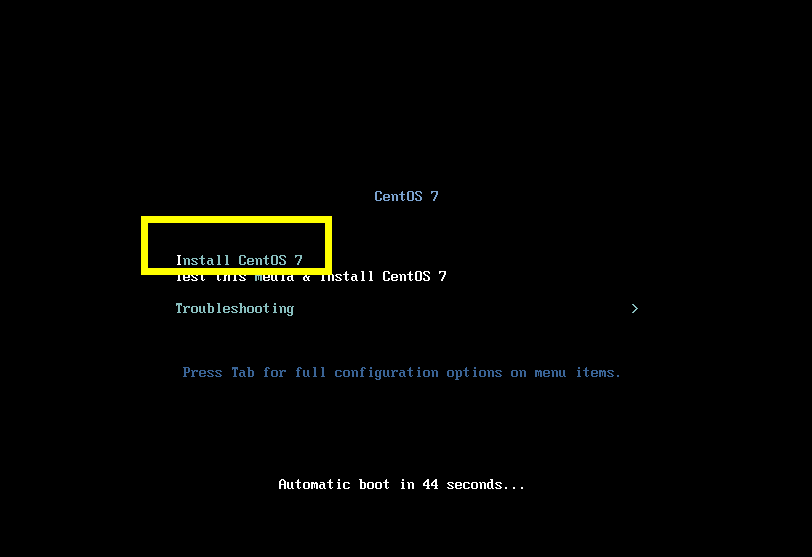 CentOS 7
Install CentOS 7
Test this media & install CentOS 7
Troubleshooting >
Press Tab for full configuration options on menu items.
Automatic boot in 44 seconds...